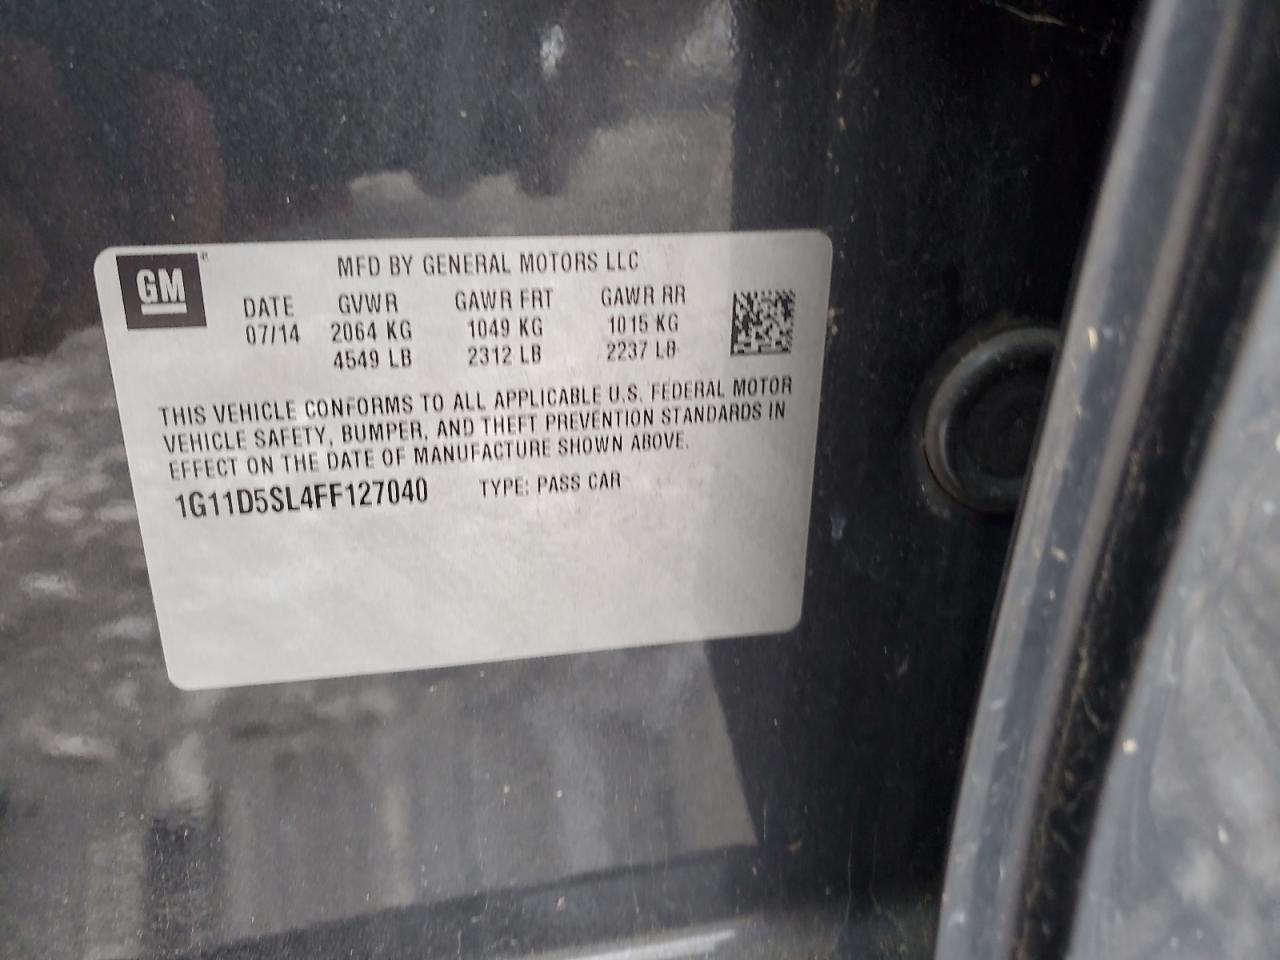 GM
MFD BY GENERAL MOTORS LLC
DATE GVWR GAWR FRT GAWR RR
07/14 2064 KG 1049 KG 1015 KG
4549 LB 2312 LB 2237 LB
THIS VEHICLE CONFORMS TO ALL APPLICABLE U.S. FEDERAL MOTOR
VEHICLE SAFETY, BUMPER, AND THEFT PREVENTION STANDARDS IN
EFFECT ON THE DATE OF MANUFACTURE SHOWN ABOVE.
1G11D5SL4FF127040 TYPE: PASS CAR